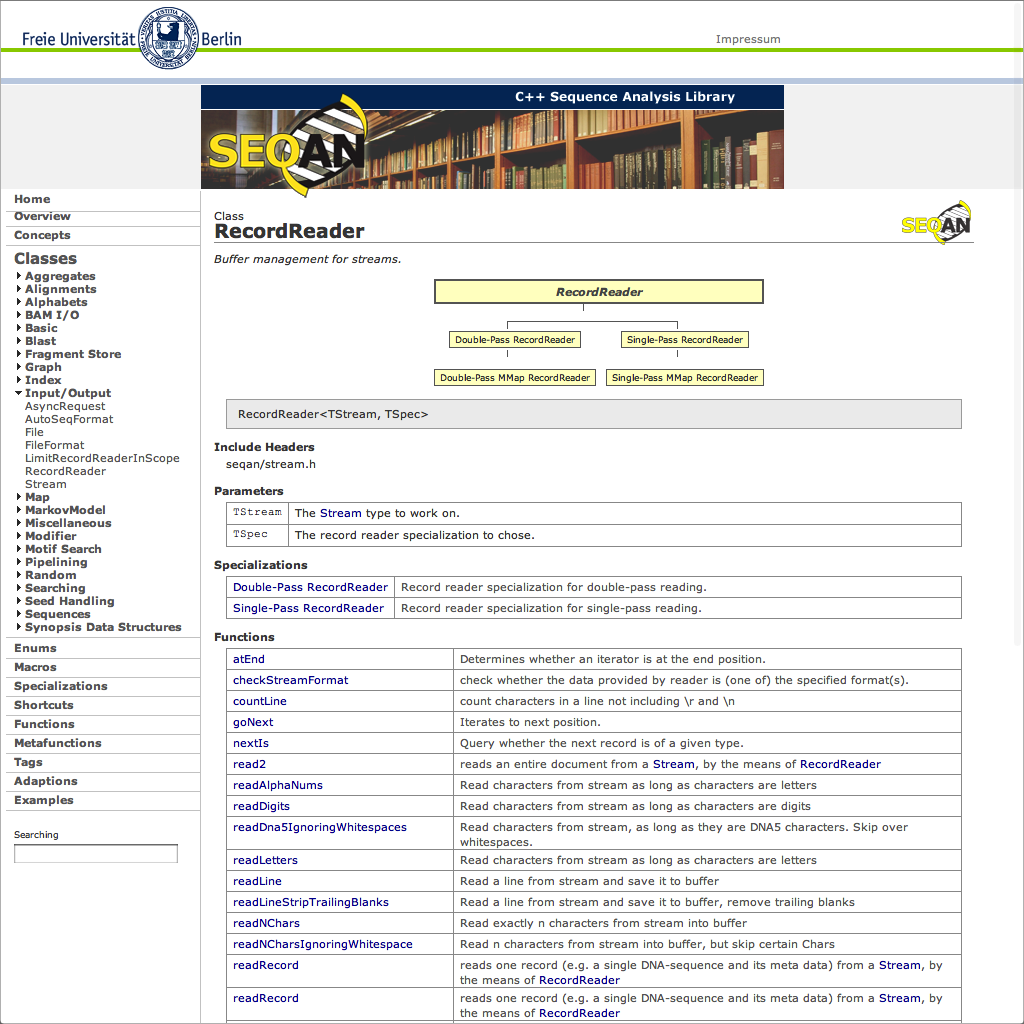 Freie Universität Berlin
Impressum
C++ Sequence Analysis Library
SEQAN
Home
Overview
Concepts
Classes
Aggregates
Alignments
Alphabets
BAM I/O
Basic
Blast
Fragment Store
Graph
Index
Input/Output
AsyncRequest
AutoSeqFormat
File
FileFormat
LimitRecordReaderInScope
RecordReader
Stream
Map
MarkovModel
Miscellaneous
Modifier
Motif Search
Pipelining
Random
Searching
Seed Handling
Sequences
Synopsis Data Structures
Enums
Macros
Specializations
Shortcuts
Functions
Metafunctions
Tags
Adaptions
Examples
Searching
Class
RecordReader
SEQAN
Buffer management for streams.
RecordReader
Double-Pass RecordReader Single-Pass RecordReader
Double-Pass MMap RecordReader Single-Pass MMap RecordReader
RecordReader<TStream, TSpec>
Include Headers
seqan/stream.h
Parameters
TStream The Stream type to work on.
TSpec The record reader specialization to chose.
Specializations
Double-Pass RecordReader Record reader specialization for double-pass reading.
Single-Pass RecordReader Record reader specialization for single-pass reading.
Functions
atEnd Determines whether an iterator is at the end position.
checkStreamFormat check whether the data provided by reader is (one of) the specified format(s).
countLine count characters in a line not including \r and \n
goNext Iterates to next position.
nextIs Query whether the next record is of a given type.
read2 reads an entire document from a Stream, by the means of RecordReader
readAlphaNums Read characters from stream as long as characters are letters
readDigits Read characters from stream as long as characters are digits
readDna5IgnoringWhitespaces Read characters from stream, as long as they are DNA5 characters. Skip over
whitespaces.
readLetters Read characters from stream as long as characters are letters
readLine Read a line from stream and save it to buffer
readLineStripTrailingBlanks Read a line from stream and save it to buffer, remove trailing blanks
readNChars Read exactly n characters from stream into buffer
readNCharsIgnoringWhitespace Read n characters from stream into buffer, but skip certain Chars
readRecord reads one record (e.g. a single DNA-sequence and its meta data) from a Stream, by
the means of RecordReader
readRecord reads one record (e.g. a single DNA-sequence and its meta data) from a Stream, by
the means of RecordReader